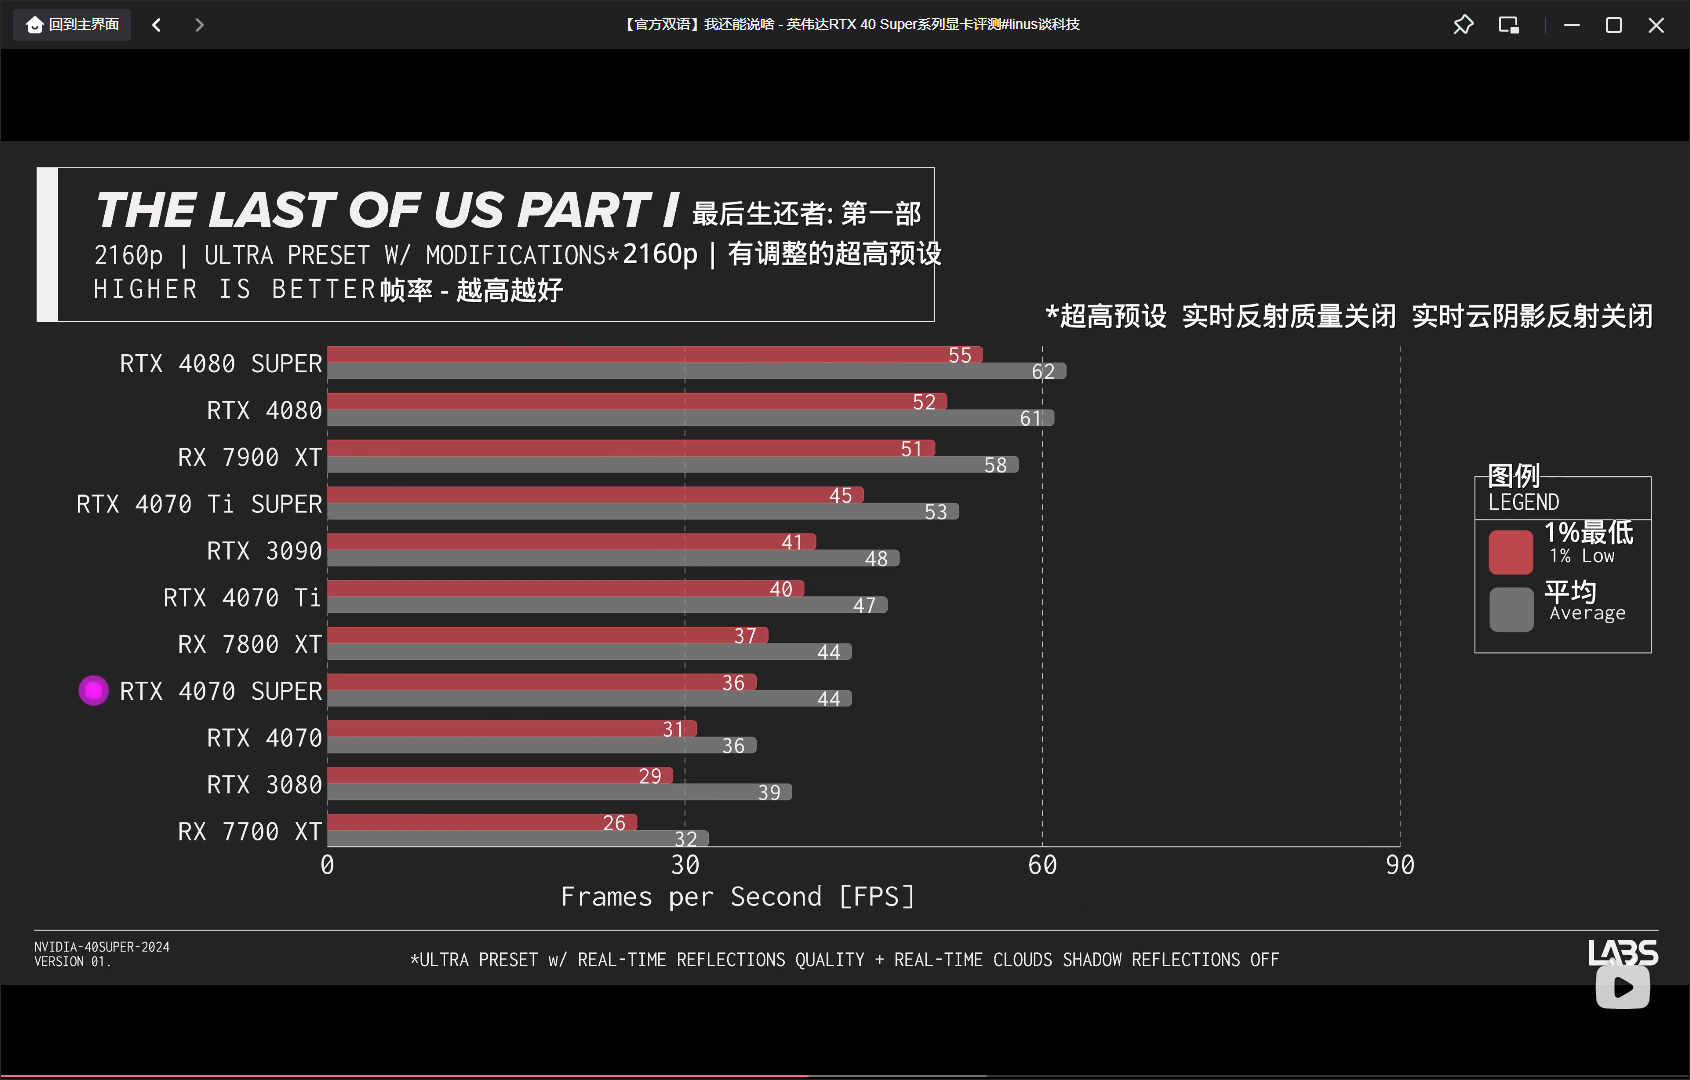 回到主界面
【官方双语】我还能说啥 - 英伟达RTX 40 Super系列显卡评测#linus谈科技
THE LAST OF US PART I 最后生还者: 第一部
2160p | ULTRA PRESET W/ MODIFICATIONS* 2160p | 有调整的超高预设
HIGHER IS BETTER 帧率 - 越高越好
*超高预设 实时反射质量关闭 实时云阴影反射关闭
RTX 4080 SUPER 55 62
RTX 4080 52 61
RX 7900 XT 51 58
RTX 4070 Ti SUPER 45 53
RTX 3090 41 48
RTX 4070 Ti 40 47
RX 7800 XT 37 44
RTX 4070 SUPER 36 44
RTX 4070 31 36
RTX 3080 29 39
RX 7700 XT 26 32
0 30 60 90
Frames per Second [FPS]
图例
LEGEND
1%最低
1% Low
平均
Average
NVIDIA-40SUPER-2024
VERSION 01.
*ULTRA PRESET w/ REAL-TIME REFLECTIONS QUALITY + REAL-TIME CLOUDS SHADOW REFLECTIONS OFF
LABS